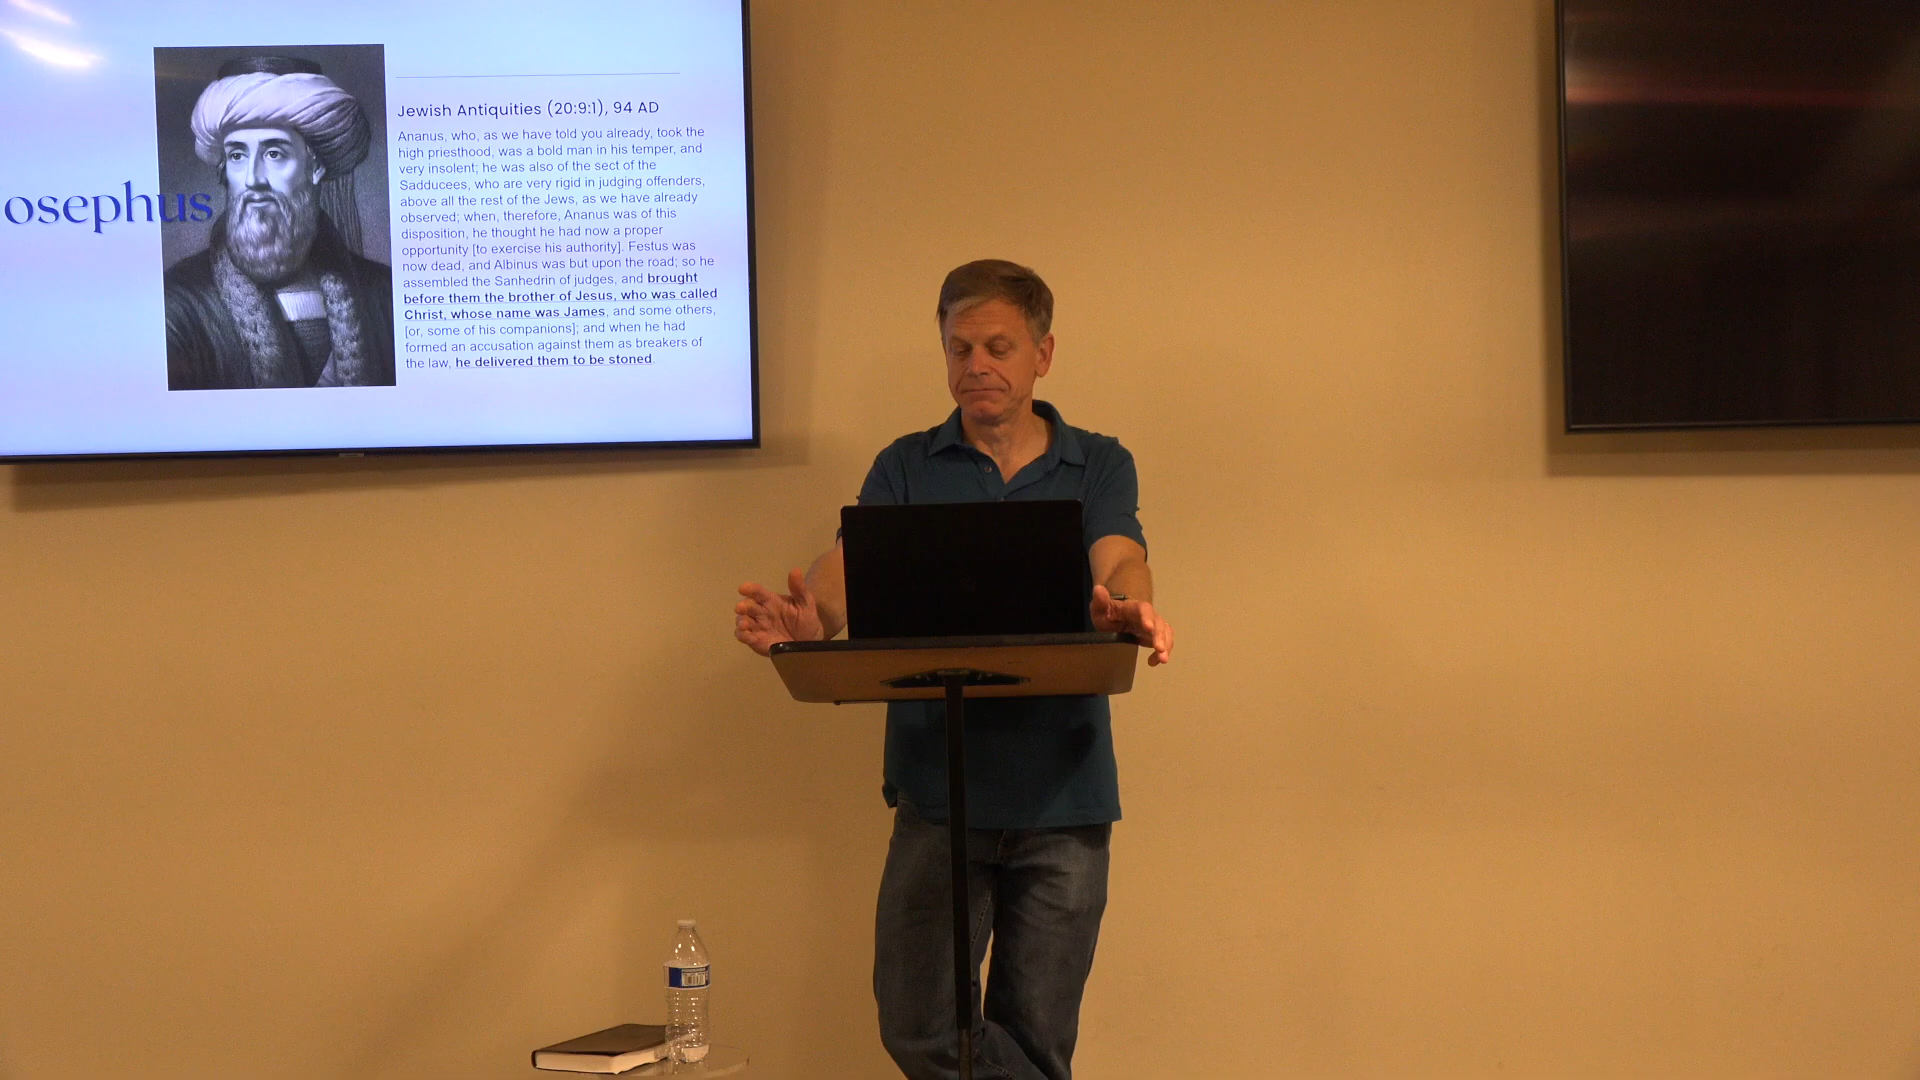 osephus
Jewish Antiquities (20:9:1), 94 AD
Ananus, who, as we have told you already, took the
high priesthood, was a bold man in his temper, and
very insolent; he was also of the sect of the
Sadducees, who are very rigid in judging offenders,
above all the rest of the Jews, as we have already
observed; when, therefore, Ananus was of this
disposition, he thought he had now a proper
opportunity [to exercise his authority]. Festus was
now dead, and Albinus was but upon the road; so he
assembled the Sanhedrin of judges, and brought
before them the brother of Jesus, who was called
Christ, whose name was James, and some others,
[or, some of his companions]; and when he had
formed an accusation against them as breakers of
the law, he delivered them to be stoned.